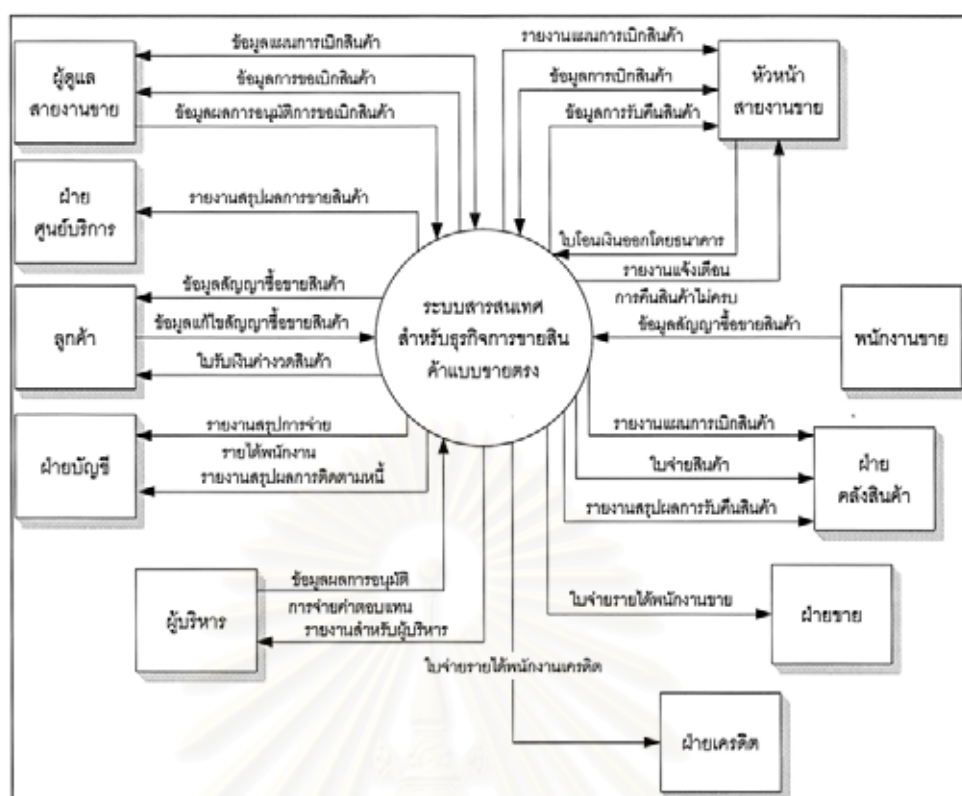 ข้อมูลแผนการเบิกสินค้า
ผู้ดูแล
สายงานขาย
ข้อมูลการขอเบิกสินค้า
ข้อมูลผลการอนุมัติการขอเบิกสินค้า
รายงานแผนการเบิกสินค้า
ข้อมูลการเบิกสินค้า
ข้อมูลการรับคืนสินค้า
หัวหน้า
สายงานขาย
ฝ่าย
ศูนย์บริการ
รายงานสรุปผลการขายสินค้า
ใบโอนเงินออกโดยธนาคาร
รายงานแจ้งเตือน
การคืนสินค้าไม่ครบ
ข้อมูลสัญญาซื้อขายสินค้า
พนักงานขาย
ลูกค้า
ข้อมูลสัญญาซื้อขายสินค้า
ข้อมูลแก้ไขสัญญาซื้อขายสินค้า
ใบรับเงินค่างวดสินค้า
ระบบสารสนเทศ
สำหรับธุรกิจการขายสิน
ค้าแบบขายตรง
ฝ่ายบัญชี
รายงานสรุปการจ่าย
รายได้พนักงาน
รายงานสรุปผลการติดตามหนี้
รายงานแผนการเบิกสินค้า
ใบจ่ายสินค้า
รายงานสรุปผลการรับคืนสินค้า
ฝ่าย
คลังสินค้า
ผู้บริหาร
ข้อมูลผลการอนุมัติ
การจ่ายค่าตอบแทน
รายงานสำหรับผู้บริหาร
ใบจ่ายรายได้พนักงานขาย
ฝ่ายขาย
ใบจ่ายรายได้พนักงานเครดิต
ฝ่ายเครดิต